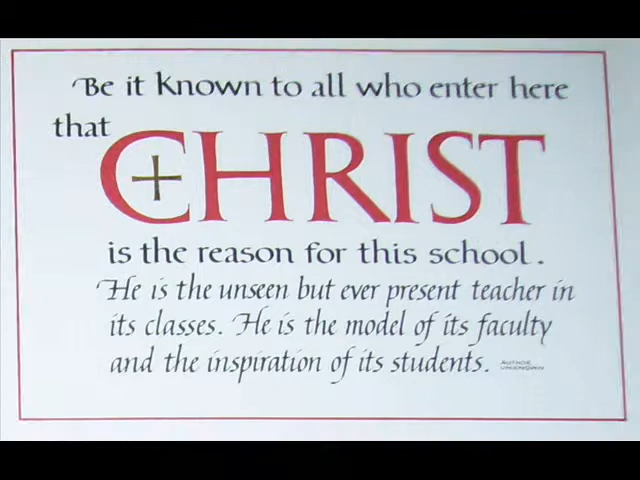 Be it Known to all who enter here
that
CHRIST
is the reason for this school.
He is the unseen but ever present teacher in
its classes. He is the model of its faculty
and the inspiration of its students.
AUTHOR
UNKNOWN